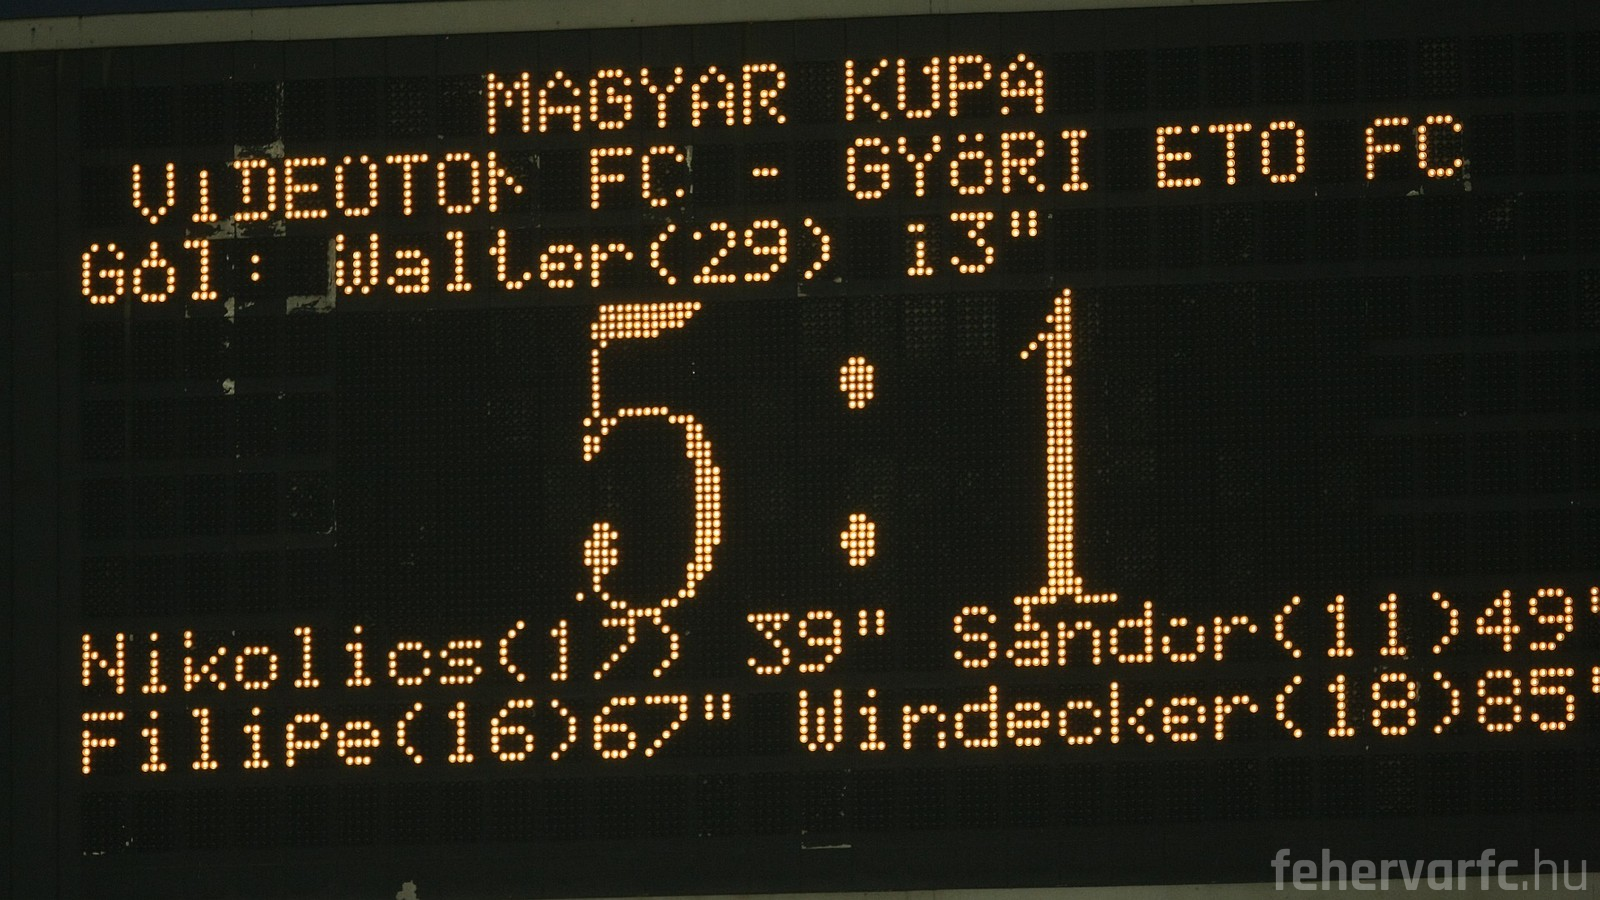 MAGYAR KUPA
VIDEOTON FC - GYŐRI ETO FC
Gól: Walter(29) 13"
5 : 1
Nikolics(17) 39" Sándor(11)49"
Filipe(16)67" Windecker(18)85"
fehervarfc.hu